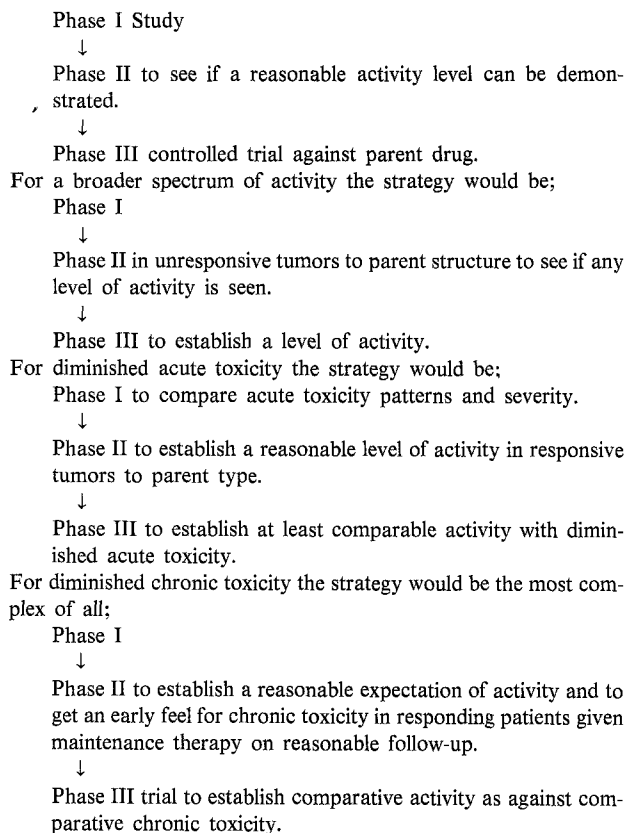 Phase I Study
↓
Phase II to see if a reasonable activity level can be demon-
strated.
↓
Phase III controlled trial against parent drug.
For a broader spectrum of activity the strategy would be;
Phase I
↓
Phase II in unresponsive tumors to parent structure to see if any
level of activity is seen.
↓
Phase III to establish a level of activity.
For diminished acute toxicity the strategy would be;
Phase I to compare acute toxicity patterns and severity.
↓
Phase II to establish a reasonable level of activity in responsive
tumors to parent type.
↓
Phase III to establish at least comparable activity with dimin-
ished acute toxicity.
For diminished chronic toxicity the strategy would be the most com-
plex of all;
Phase I
↓
Phase II to establish a reasonable expectation of activity and to
get an early feel for chronic toxicity in responding patients given
maintenance therapy on reasonable follow-up.
↓
Phase III trial to establish comparative activity as against com-
parative chronic toxicity.